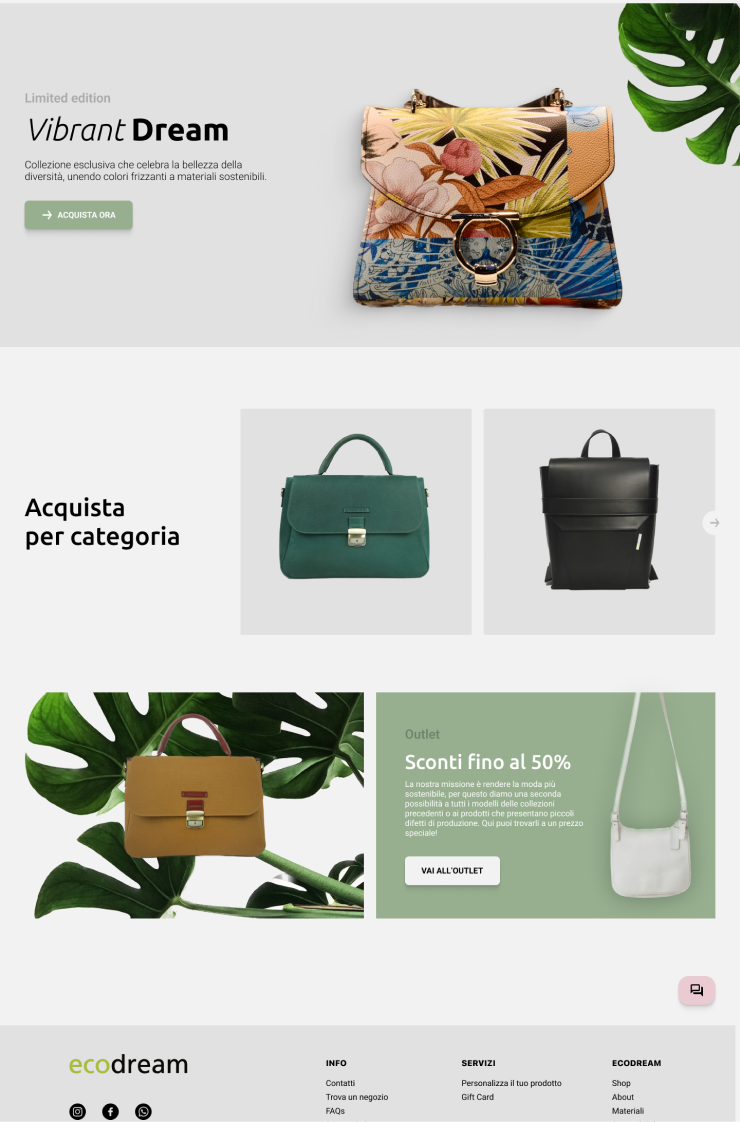 Limited edition
Vibrant Dream
Collezione esclusiva che celebra la bellezza della
diversità, unendo colori frizzanti a materiali sostenibili.
ACQUISTA ORA
Acquista
per categoria
Outlet
Sconti fino al 50%
La nostra missione è rendere la moda più
sostenibile, per questo diamo una seconda
possibilità a tutti i modelli delle collezioni
precedenti o ai prodotti che presentano piccoli
difetti di produzione. Qui puoi trovarli a un prezzo
speciale!
VAI ALL'OUTLET
ecodream
INFO
Contatti
Trova un negozio
FAQs
SERVIZI
Personalizza il tuo prodotto
Gift Card
ECODREAM
Shop
About
Materiali